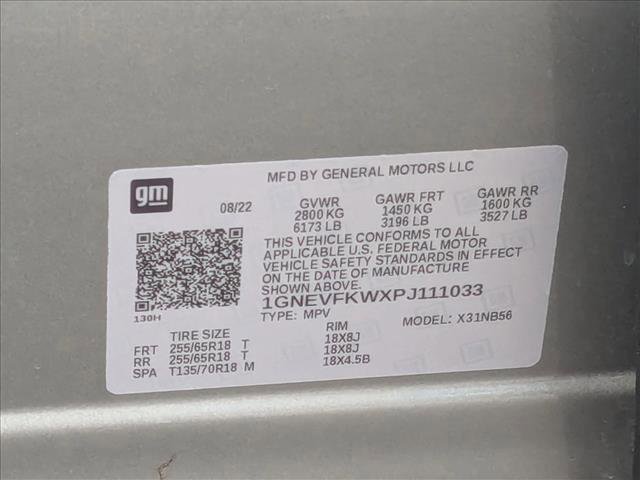 gm
MFD BY GENERAL MOTORS LLC
08/22 GVWR GAWR FRT GAWR RR
2800 KG 1450 KG 1600 KG
6173 LB 3196 LB 3527 LB
THIS VEHICLE CONFORMS TO ALL
APPLICABLE U.S. FEDERAL MOTOR
VEHICLE SAFETY STANDARDS IN EFFECT
ON THE DATE OF MANUFACTURE
SHOWN ABOVE.
130H
1GNEVFKWXPJ111033
TYPE: MPV MODEL: X31NB56
TIRE SIZE RIM
FRT 255/65R18 T 18X8J
RR 255/65R18 T 18X8J
SPA T135/70R18 M 18X4.5B